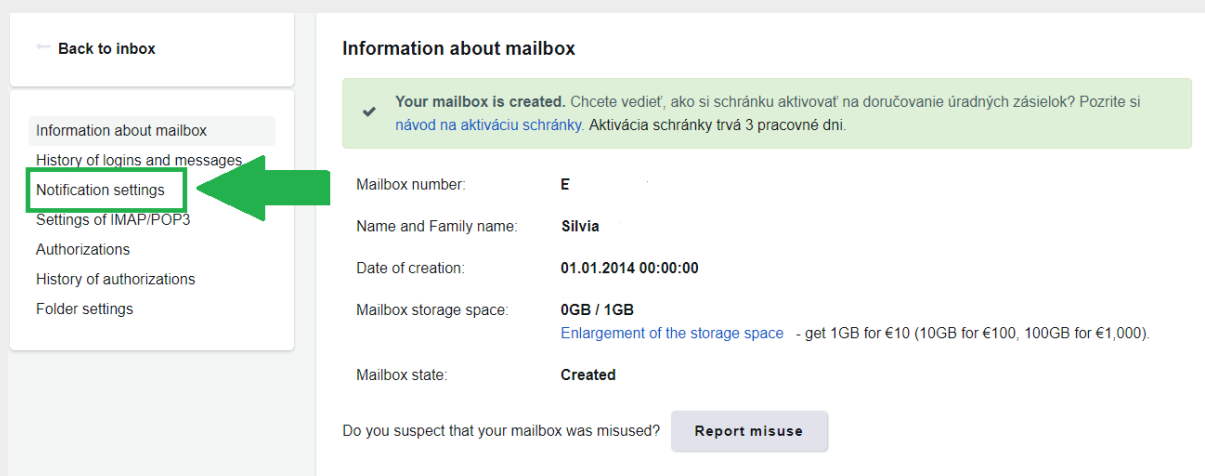 Back to inbox
Information about mailbox
History of logins and messages
Notification settings
Settings of IMAP/POP3
Authorizations
History of authorizations
Folder settings
Information about mailbox
Your mailbox is created. Chcete vedieť, ako si schránku aktivovať na doručovanie úradných zásielok? Pozrite si
návod na aktiváciu schránky. Aktivácia schránky trvá 3 pracovné dni.
Mailbox number: E
Name and Family name: Silvia
Date of creation: 01.01.2014 00:00:00
Mailbox storage space: 0GB / 1GB
Enlargement of the storage space - get 1GB for €10 (10GB for €100, 100GB for €1,000).
Mailbox state: Created
Do you suspect that your mailbox was misused? Report misuse